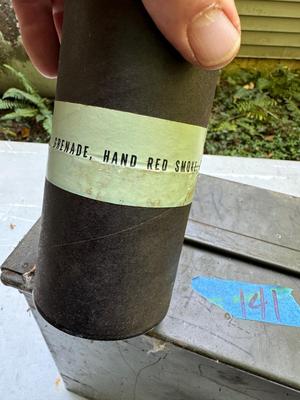 GRENADE, HAND RED SMOKE
141